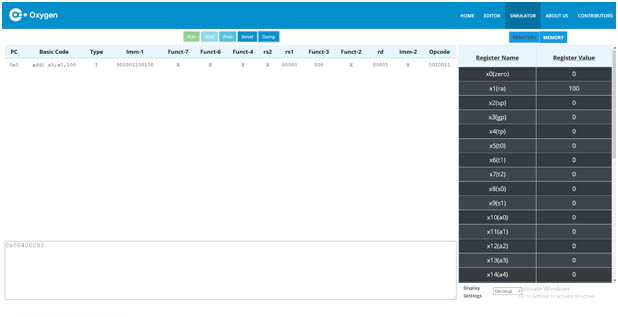 Oxygen
HOME EDITOR SIMULATOR ABOUT US CONTRIBUTORS
Run Step Prev Reset Dump
REGISTERS MEMORY
PC Basic Code Type Imm-1 Funct-7 Funct-6 Funct-4 rs2 rs1 Funct-3 Funct-2 rd Imm-2 Opcode
0x0 addi x1,x0,100 I 000001100100 X X X X 00000 000 X 00001 X 0010011
Register Name Register Value
x0(zero) 0
x1(ra) 100
x2(sp) 0
x3(gp) 0
x4(tp) 0
x5(t0) 0
x6(t1) 0
x7(t2) 0
x8(s0) 0
x9(s1) 0
x10(a0) 0
x11(a1) 0
x12(a2) 0
x13(a3) 0
x14(a4) 0
0x06400093
Display Settings Decimal
Activate Windows
Go to Settings to activate Windows.